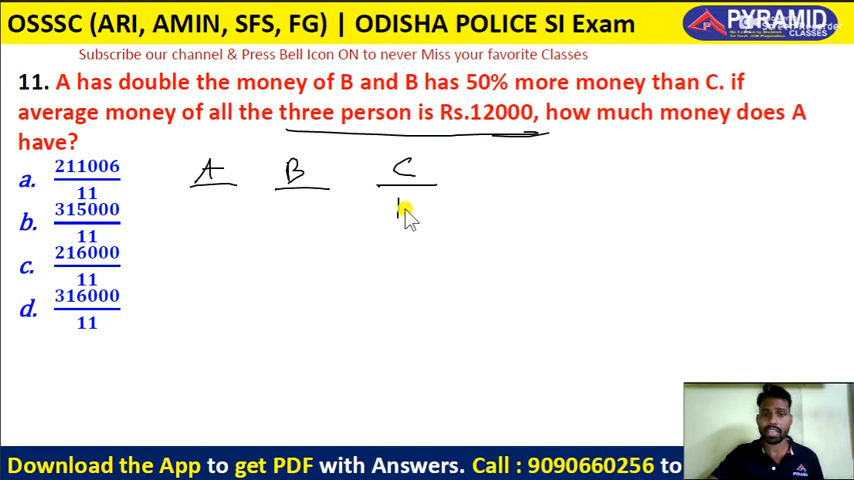 OSSSC (ARI, AMIN, SFS, FG) | ODISHA POLICE SI Exam
PYRAMID
CLASSES
Subscribe our channel & Press Bell Icon ON to never Miss your favorite Classes
11. A has double the money of B and B has 50% more money than C. if
average money of all the three person is Rs.12000, how much money does A
have?
a. 211006/11
b. 315000/11
c. 216000/11
d. 316000/11
A B C
Download the App to get PDF with Answers. Call : 9090660256 to
PYRAMID